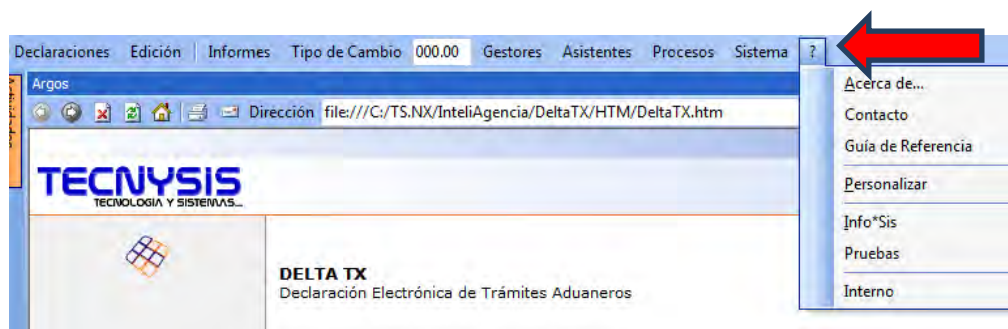 Declaraciones Edición Informes Tipo de Cambio 000.00 Gestores Asistentes Procesos Sistema ?
Argos
Dirección file:///C:/TS.NX/InteliAgencia/DeltaTX/HTM/DeltaTX.htm
Acerca de...
Contacto
Guía de Referencia
Personalizar
Info*Sis
Pruebas
Interno
TECNYSIS
TECNOLOGIA Y SISTEMAS...
DELTA TX
Declaración Electrónica de Trámites Aduaneros